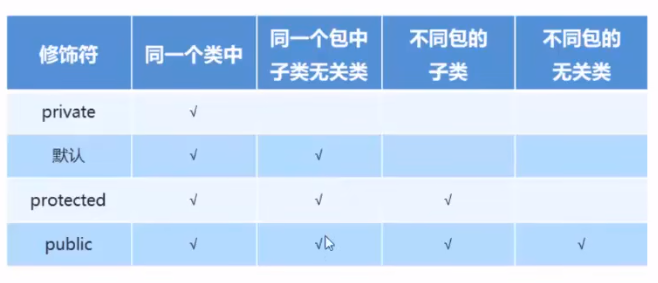 修饰符 同一个类中 同一个包中 不同包的 不同包的
子类无关类 子类 无关类
private √
默认 √ √
protected √ √ √
public √ √ √ √